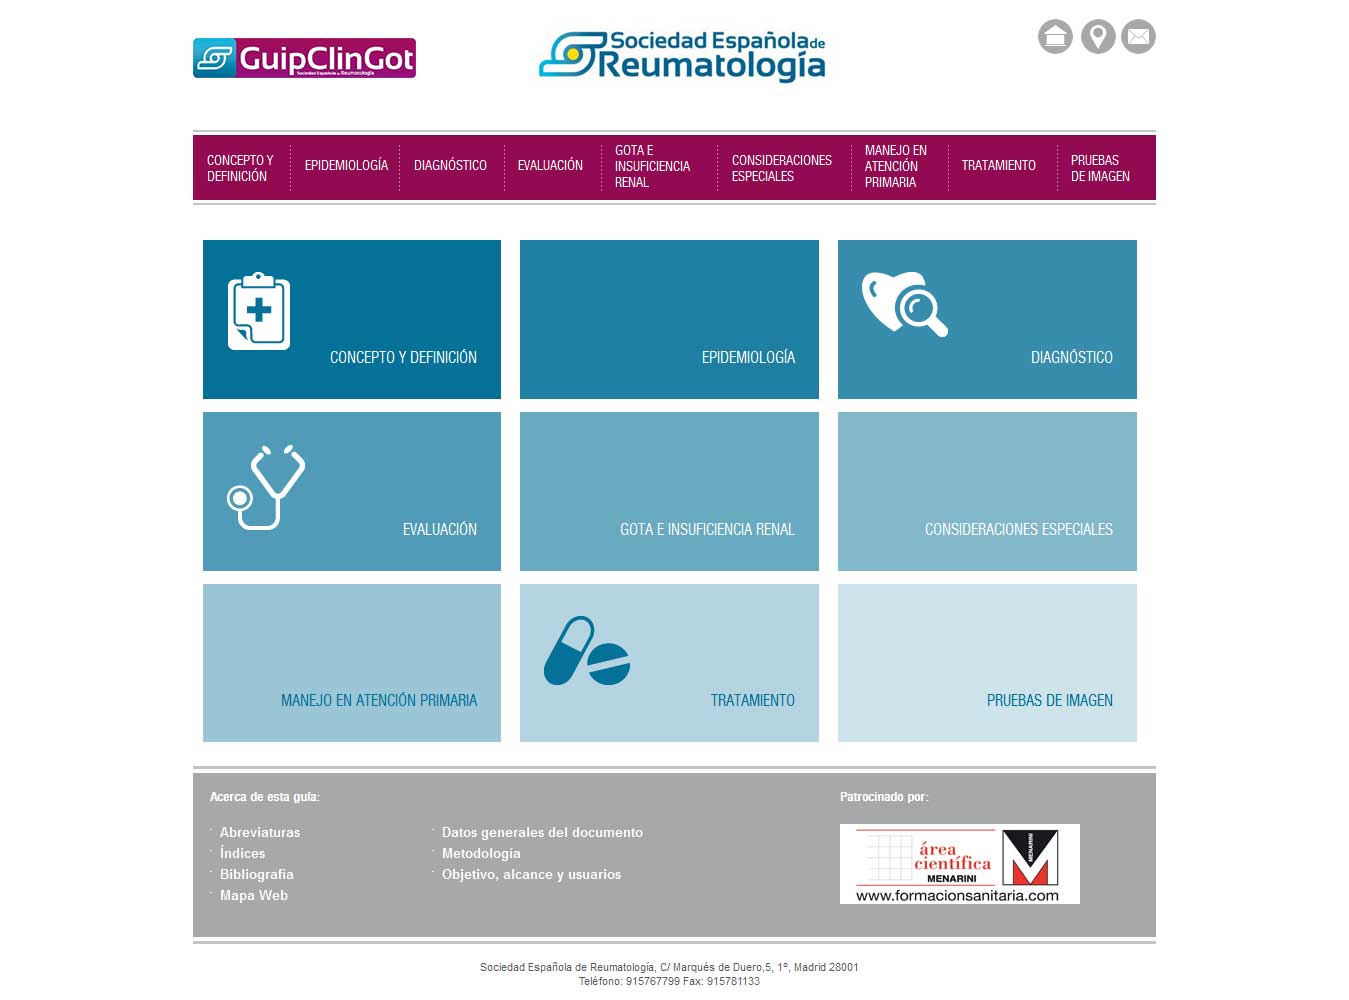 GuipClinGot
Sociedad Española de Reumatología
Sociedad Española de
Reumatología
CONCEPTO Y
DEFINICIÓN
EPIDEMIOLOGÍA
DIAGNÓSTICO
EVALUACIÓN
GOTA E
INSUFICIENCIA
RENAL
CONSIDERACIONES
ESPECIALES
MANEJO EN
ATENCIÓN
PRIMARIA
TRATAMIENTO
PRUEBAS
DE IMAGEN
CONCEPTO Y DEFINICIÓN
EPIDEMIOLOGÍA
DIAGNÓSTICO
EVALUACIÓN
GOTA E INSUFICIENCIA RENAL
CONSIDERACIONES ESPECIALES
MANEJO EN ATENCIÓN PRIMARIA
TRATAMIENTO
PRUEBAS DE IMAGEN
Acerca de esta guía:
Abreviaturas
Índices
Bibliografía
Mapa Web
Datos generales del documento
Metodología
Objetivo, alcance y usuarios
Patrocinado por:
área
científica
MENARINI
MENARINI
www.formacionsanitaria.com
Sociedad Española de Reumatología, C/ Marqués de Duero,5, 1º, Madrid 28001
Teléfono: 915767799 Fax: 915781133